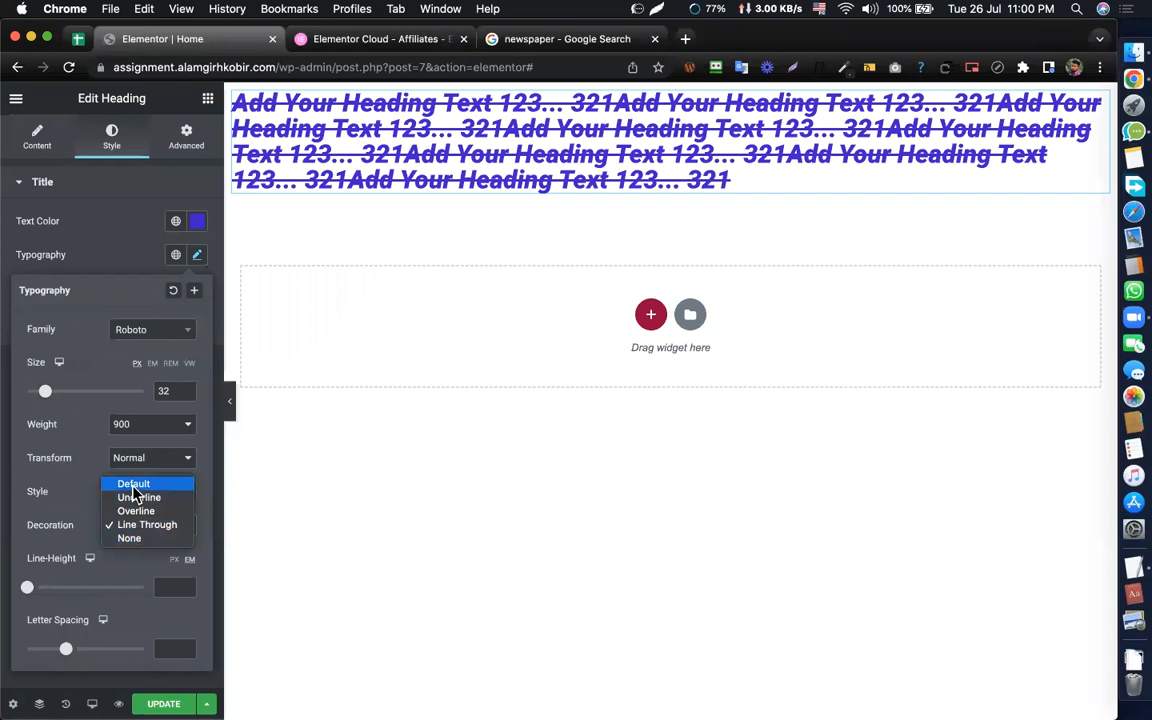 Chrome File Edit View History Bookmarks Profiles Tab Window Help 77% 3.00 KB/s 100% Tue 26 Jul 11:00 PM
Elementor | Home Elementor Cloud - Affiliates - E newspaper - Google Search
assignment.alamgirhkobir.com/wp-admin/post.php?post=7&action=elementor#
Edit Heading
Content Style Advanced
Title
Text Color
Typography
Typography
Family Roboto
Size PX EM REM VW
32
Weight 900
Transform Normal
Style
Default
Underline
Overline
Decoration Line Through
None
Line-Height PX EM
Letter Spacing
UPDATE
Add Your Heading Text 123... 321Add Your Heading Text 123... 321Add Your
Heading Text 123... 321Add Your Heading Text 123... 321Add Your Heading
Text 123... 321Add Your Heading Text 123... 321Add Your Heading Text
123... 321Add Your Heading Text 123... 321
Drag widget here